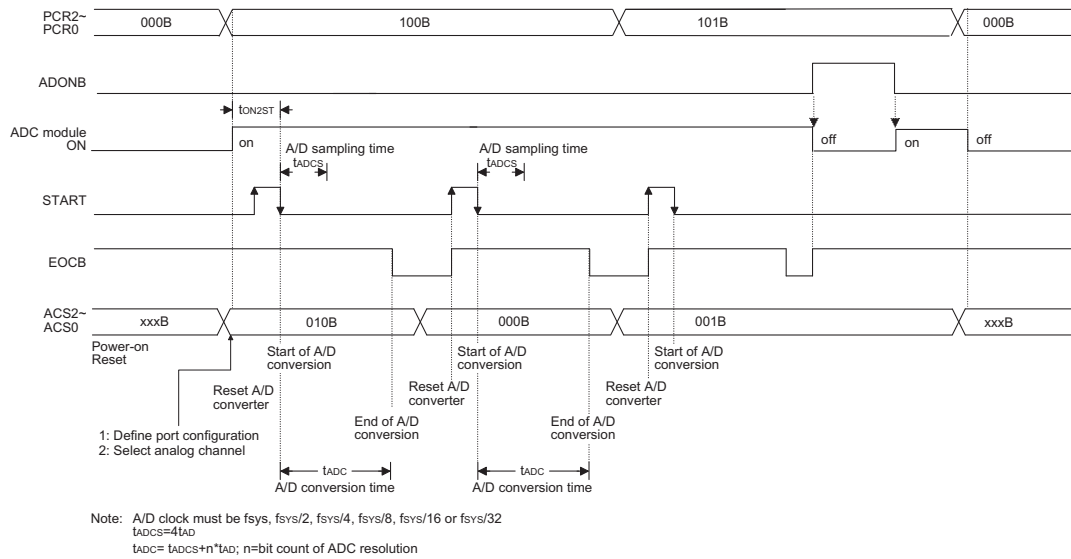 PCR2~
PCR0
000B
100B
101B
000B
ADONB
tON2ST
ADC module
ON
on
off
on
off
A/D sampling time
tADCS
A/D sampling time
tADCS
START
EOCB
ACS2~
ACS0
xxxB
010B
000B
001B
xxxB
Power-on
Reset
Start of A/D
conversion
Start of A/D
conversion
Start of A/D
conversion
Reset A/D
converter
Reset A/D
converter
Reset A/D
converter
End of A/D
conversion
End of A/D
conversion
1: Define port configuration
2: Select analog channel
tADC
A/D conversion time
tADC
A/D conversion time
Note: A/D clock must be fsys, fSYS/2, fSYS/4, fSYS/8, fSYS/16 or fSYS/32
tADCS=4tAD
tADC= tADCS+n*tAD; n=bit count of ADC resolution